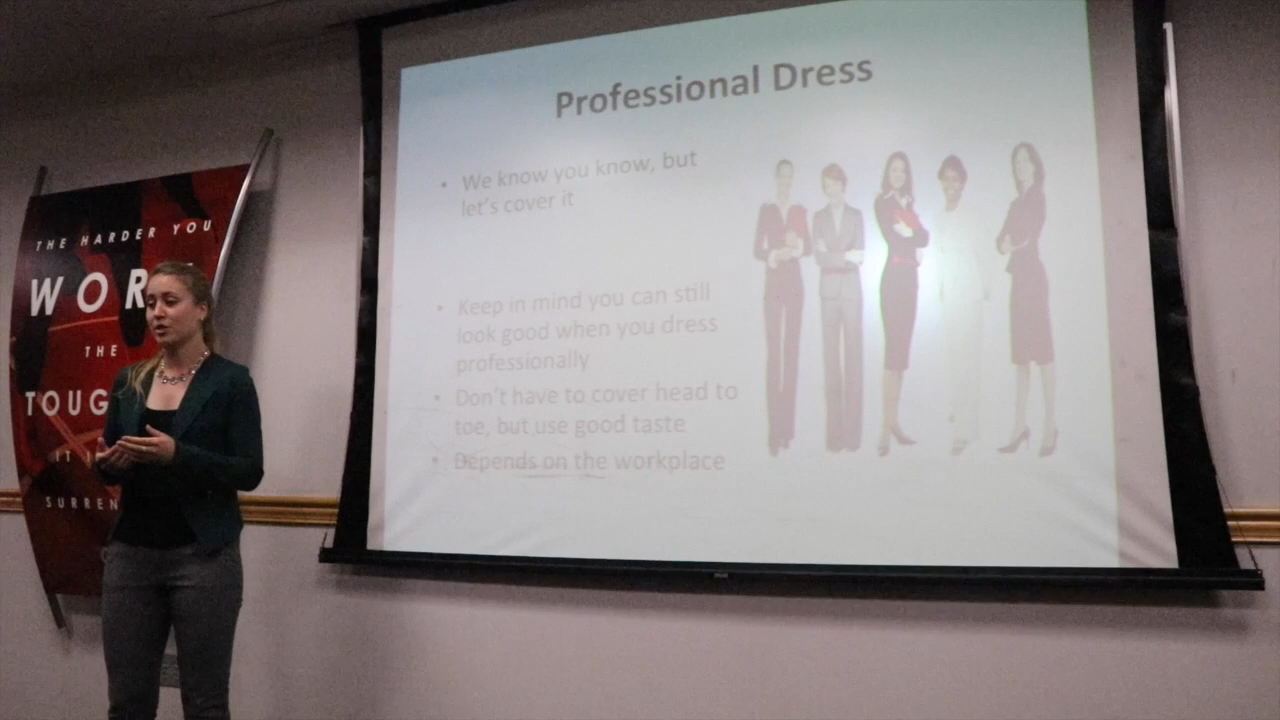 THE HARDER YOU
WOR
THE
TOUG
IT I
SURREN
Professional Dress
• We know you know, but
let's cover it
• Keep in mind you can still
look good when you dress
professionally
• Don't have to cover head to
toe, but use good taste
• Depends on the workplace